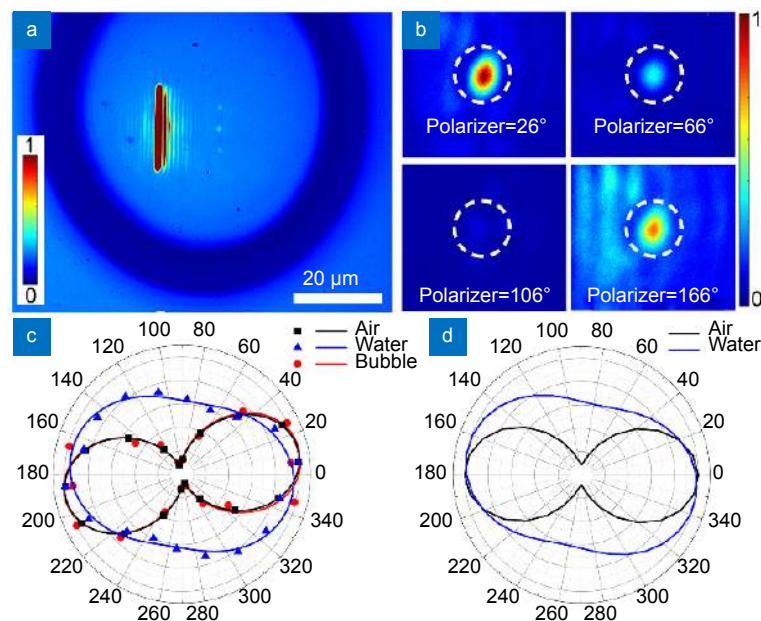 a
1
0
20 μm
b
Polarizer=26°
Polarizer=66°
Polarizer=106°
Polarizer=166°
1
0
c
Air
Water
Bubble
100 80
120 60
140 40
160 20
180 0
200 340
220 320
240 300
260 280
d
Air
Water
100 80
120 60
140 40
160 20
180 0
200 340
220 320
240 300
260 280